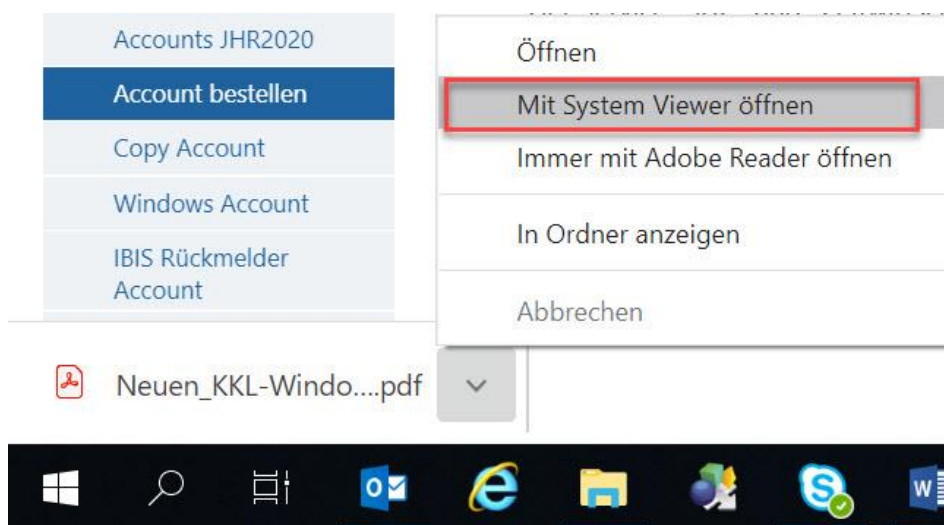 Accounts JHR2020
Account bestellen
Copy Account
Windows Account
IBIS Rückmelder
Account
Öffnen
Mit System Viewer öffnen
Immer mit Adobe Reader öffnen
In Ordner anzeigen
Abbrechen
Neuen_KKL-Windo....pdf